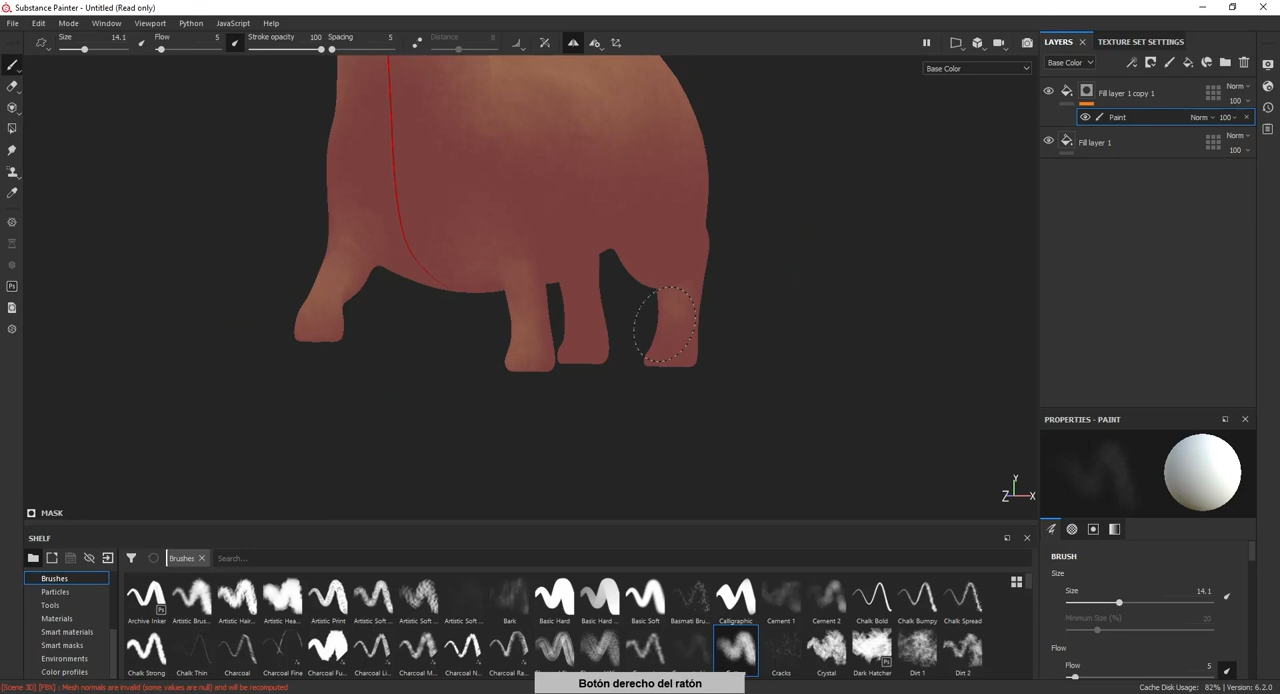 Substance Painter - Untitled (Read only)
File Edit Mode Window Viewport Python JavaScript Help
Size 14.1 Flow 5 Stroke opacity 100 Spacing 5 Distance 8
LAYERS TEXTURE SET SETTINGS
Base Color Base Color
Fill layer 1 copy 1 Norm
100
Paint Norm 100
Fill layer 1 Norm
100
Y
Z X
PROPERTIES - PAINT
MASK
SHELF
BRUSH
Brushes Search...
Size
Brushes
Particles
Tools
Materials
Smart materials
Smart masks
Environments
Color profiles
Ps
Archive Inker Artistic Brus... Artistic Hair... Artistic Hea... Artistic Print Artistic Soft ... Artistic Soft ... Artistic Soft ... Bark Basic Hard Basic Hard ... Basic Soft Basmati Bru... Calligraphic Cement 1 Cement 2 Chalk Bold Chalk Bumpy Chalk Spread
Chalk Strong Chalk Thin Charcoal Charcoal Fine Charcoal Fu... Charcoal Li... Charcoal M... Charcoal N... Charcoal Ra... Crystal Dark Hatcher Dirt 1 Dirt 2
Size 14.1
Minimum Size (%) 20
Flow
Flow 5
Botón derecho del ratón
[Scene 3D] [FBX] : Mesh normals are invalid (some values are null) and will be recomputed
Cache Disk Usage: 82% | Version: 6.2.0